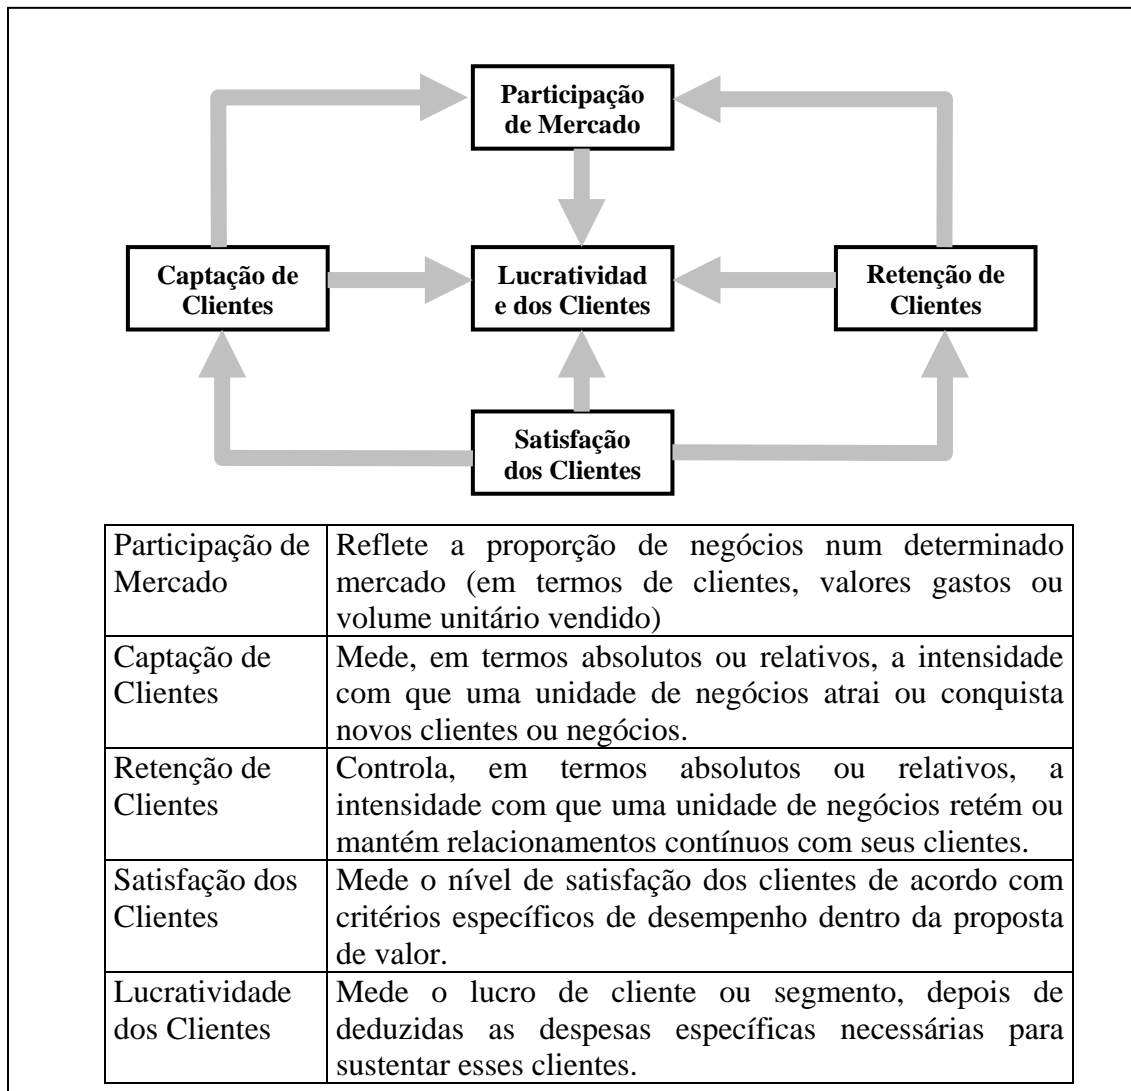 Participação
de Mercado
Captação de
Clientes
Lucratividad
e dos Clientes
Retenção de
Clientes
Satisfação
dos Clientes
Participação de
Mercado
Reflete a proporção de negócios num determinado
mercado (em termos de clientes, valores gastos ou
volume unitário vendido)
Captação de
Clientes
Mede, em termos absolutos ou relativos, a intensidade
com que uma unidade de negócios atrai ou conquista
novos clientes ou negócios.
Retenção de
Clientes
Controla, em termos absolutos ou relativos, a
intensidade com que uma unidade de negócios retém ou
mantém relacionamentos contínuos com seus clientes.
Satisfação dos
Clientes
Mede o nível de satisfação dos clientes de acordo com
critérios específicos de desempenho dentro da proposta
de valor.
Lucratividade
dos Clientes
Mede o lucro de cliente ou segmento, depois de
deduzidas as despesas específicas necessárias para
sustentar esses clientes.